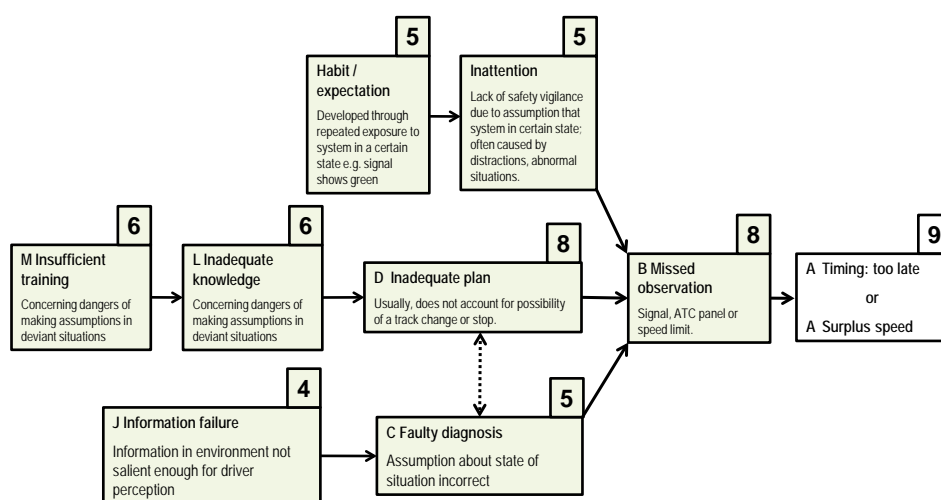 5
Habit /
expectation
Developed through
repeated exposure to
system in a certain
state e.g. signal
shows green
5
Inattention
Lack of safety vigilance
due to assumption that
system in certain state;
often caused by
distractions, abnormal
situations.
6
M Insufficient
training
Concerning dangers of
making assumptions in
deviant situations
6
L Inadequate
knowledge
Concerning dangers of
making assumptions in
deviant situations
8
D Inadequate plan
Usually, does not account for possibility
of a track change or stop.
8
B Missed
observation
Signal, ATC panel or
speed limit.
9
A Timing: too late
or
A Surplus speed
4
J Information failure
Information in environment not
salient enough for driver
perception
5
C Faulty diagnosis
Assumption about state of
situation incorrect